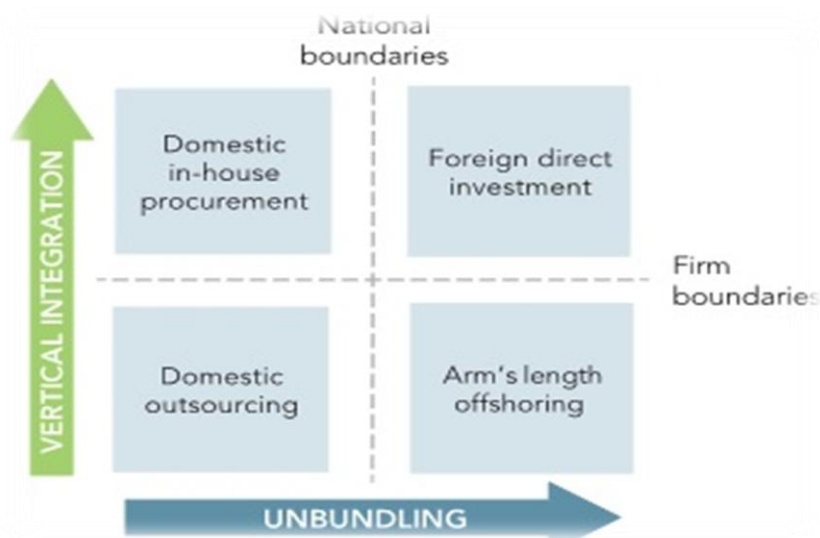 National
boundaries
Domestic
in-house
procurement
Foreign direct
investment
VERTICAL INTEGRATION
Firm
boundaries
Domestic
outsourcing
Arm's length
offshoring
UNBUNDLING